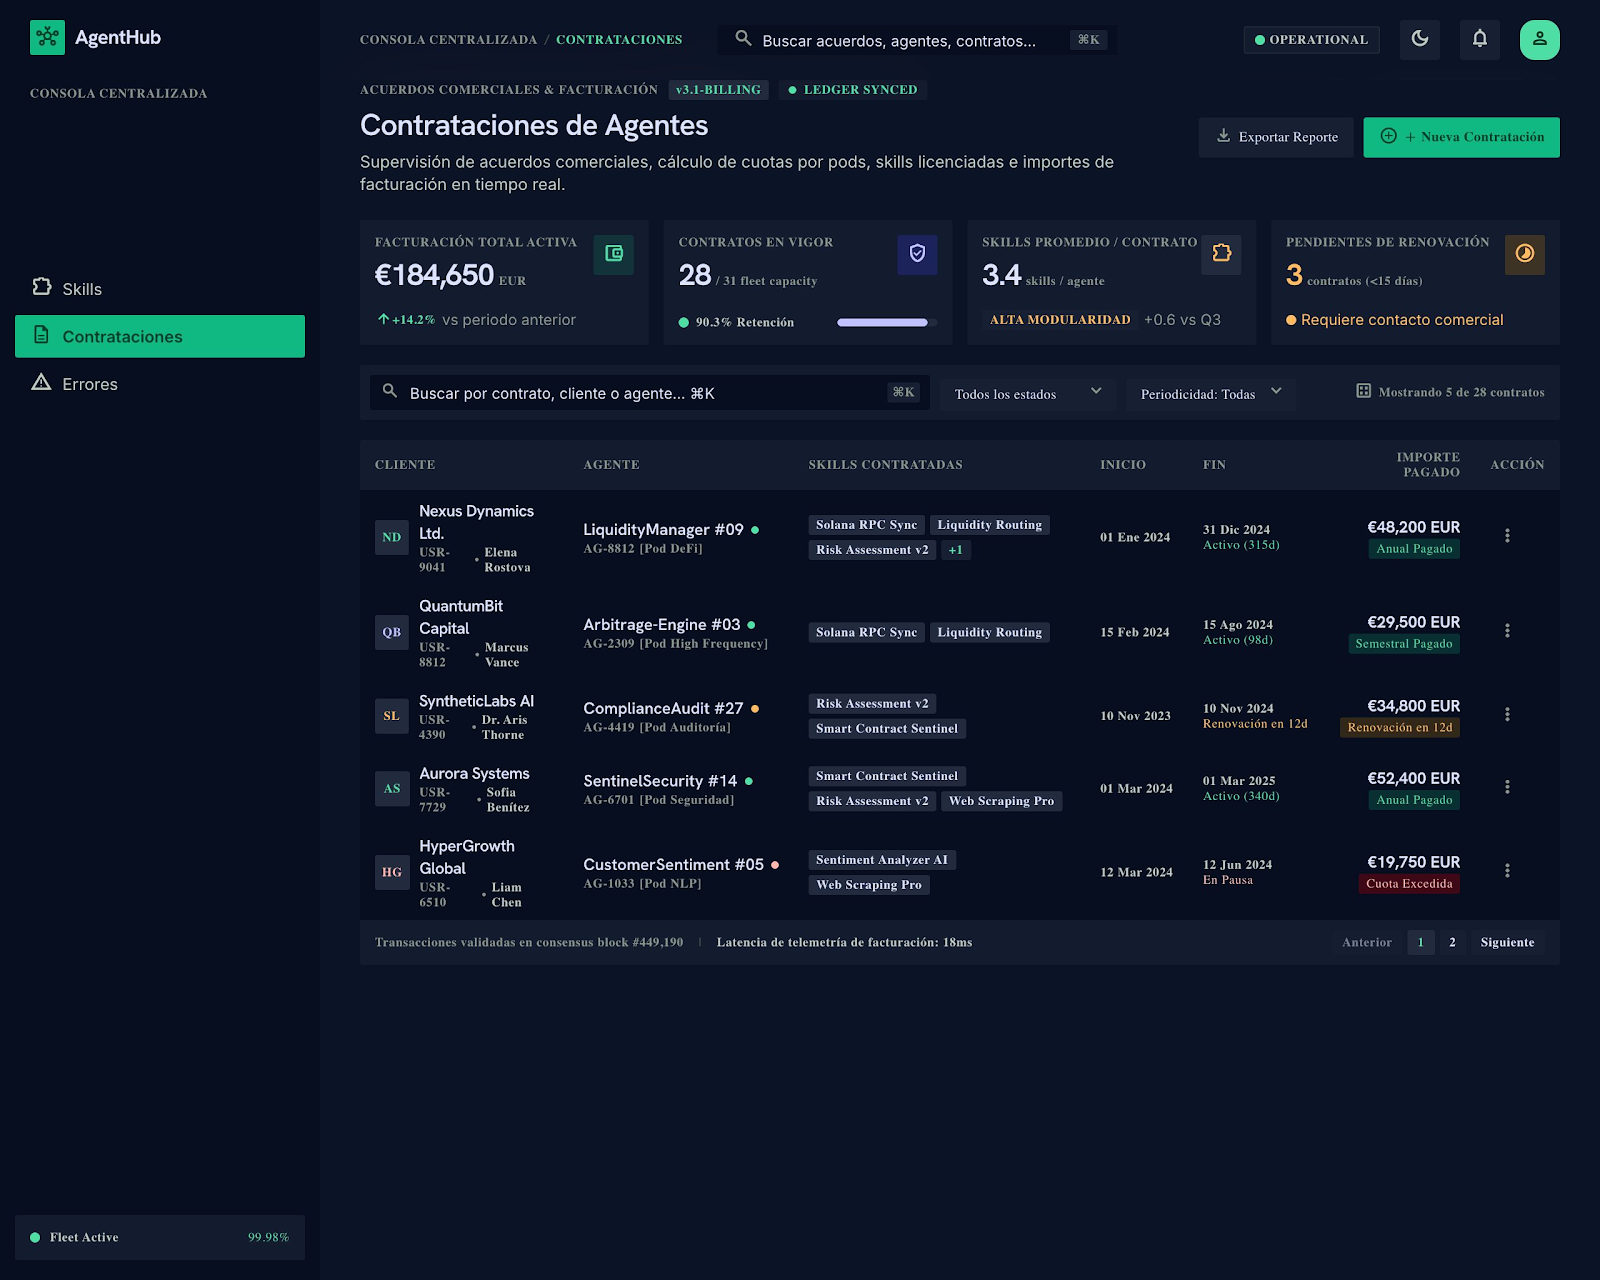 AgentHub
CONSOLA CENTRALIZADA
Skills
Contrataciones
Errores
Fleet Active 99.98%
CONSOLA CENTRALIZADA / CONTRATACIONES
Buscar acuerdos, agentes, contratos... ⌘K
OPERATIONAL
ACUERDOS COMERCIALES & FACTURACIÓN v3.1-BILLING LEDGER SYNCED
Contrataciones de Agentes
Supervisión de acuerdos comerciales, cálculo de cuotas por pods, skills licenciadas e importes de
facturación en tiempo real.
Exportar Reporte
+ Nueva Contratación
FACTURACIÓN TOTAL ACTIVA
€184,650 EUR
+14.2% vs periodo anterior
CONTRATOS EN VIGOR
28 / 31 fleet capacity
90.3% Retención
SKILLS PROMEDIO / CONTRATO
3.4 skills / agente
ALTA MODULARIDAD +0.6 vs Q3
PENDIENTES DE RENOVACIÓN
3 contratos (<15 días)
Requiere contacto comercial
Buscar por contrato, cliente o agente... ⌘K ⌘K
Todos los estados
Periodicidad: Todas
Mostrando 5 de 28 contratos
CLIENTE AGENTE SKILLS CONTRATADAS INICIO FIN IMPORTE
PAGADO ACCIÓN
ND
Nexus Dynamics
Ltd.
USR-
9041
• Elena
Rostova
LiquidityManager #09
AG-8812 [Pod DeFi]
Solana RPC Sync Liquidity Routing
Risk Assessment v2 +1
01 Ene 2024
31 Dic 2024
Activo (315d)
€48,200 EUR
Anual Pagado
QB
QuantumBit
Capital
USR-
8812
• Marcus
Vance
Arbitrage-Engine #03
AG-2309 [Pod High Frequency]
Solana RPC Sync Liquidity Routing
15 Feb 2024
15 Ago 2024
Activo (98d)
€29,500 EUR
Semestral Pagado
SL
SyntheticLabs AI
USR-
4390
• Dr. Aris
Thorne
ComplianceAudit #27
AG-4419 [Pod Auditoría]
Risk Assessment v2
Smart Contract Sentinel
10 Nov 2023
10 Nov 2024
Renovación en 12d
€34,800 EUR
Renovación en 12d
AS
Aurora Systems
USR-
7729
• Sofia
Benítez
SentinelSecurity #14
AG-6701 [Pod Seguridad]
Smart Contract Sentinel
Risk Assessment v2 Web Scraping Pro
01 Mar 2024
01 Mar 2025
Activo (340d)
€52,400 EUR
Anual Pagado
HG
HyperGrowth
Global
USR-
6510
• Liam
Chen
CustomerSentiment #05
AG-1033 [Pod NLP]
Sentiment Analyzer AI
Web Scraping Pro
12 Mar 2024
12 Jun 2024
En Pausa
€19,750 EUR
Cuota Excedida
Transacciones validadas en consensus block #449,190 | Latencia de telemetría de facturación: 18ms
Anterior 1 2 Siguiente